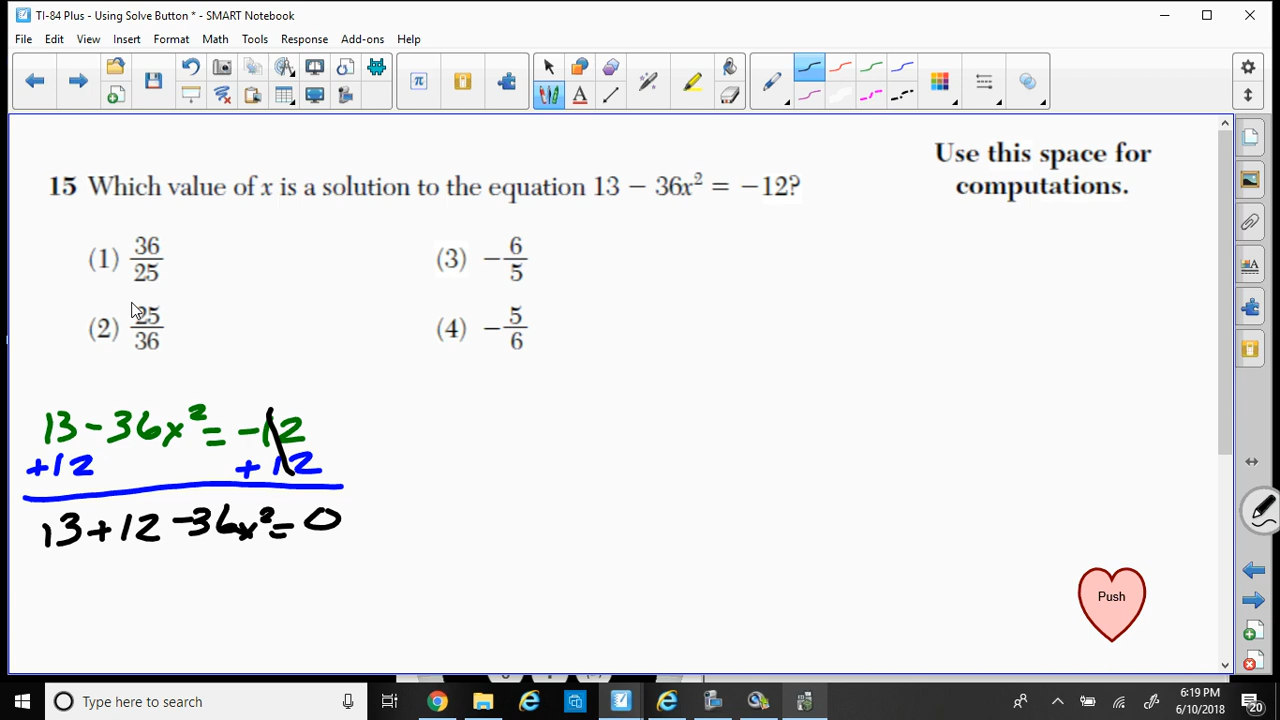 TI-84 Plus - Using Solve Button * - SMART Notebook
File Edit View Insert Format Math Tools Response Add-ons Help
Use this space for
computations.
15 Which value of x is a solution to the equation 13 − 36x² = −12?
(1) 36/25
(3) −6/5
(2) 25/36
(4) −5/6
13 - 36x² = -12
+12 +12
13 + 12 - 36x² = 0
Push
Type here to search
6:19 PM
6/10/2018
20